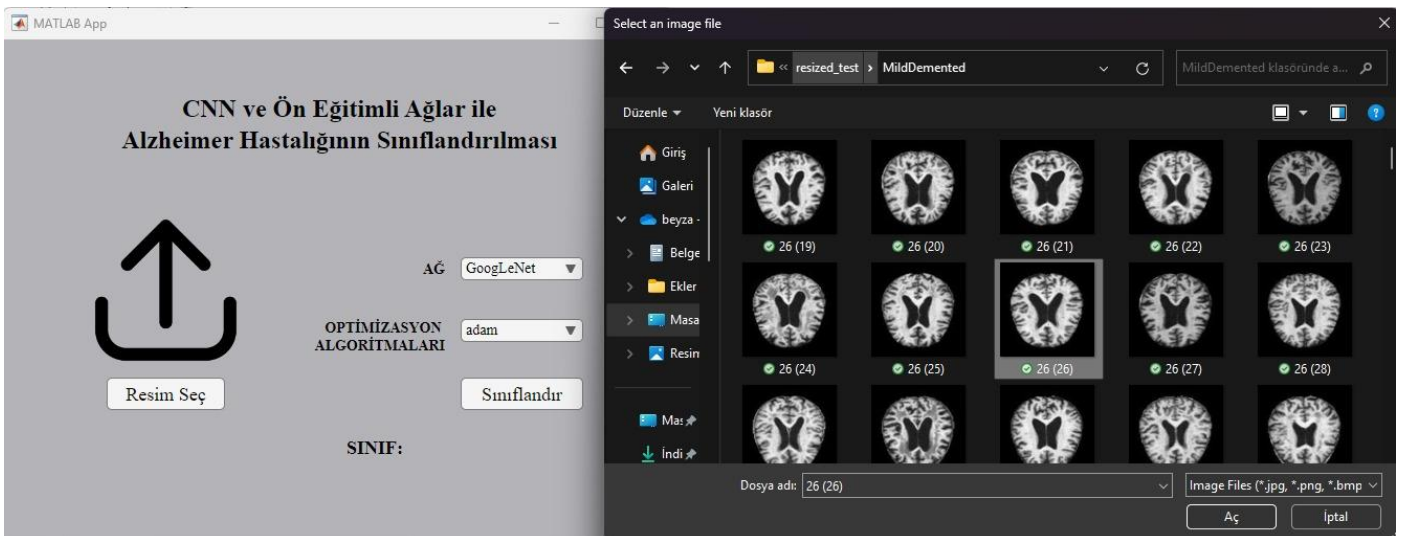 MATLAB App
CNN ve Ön Eğitimli Ağlar ile
Alzheimer Hastalığının Sınıflandırılması
AĞ
GoogLeNet
OPTİMİZASYON
ALGORİTMALARI
adam
Resim Seç
Sınıflandır
SINIF:
Select an image file
« resized_test › MildDemented
MildDemented klasöründe a...
Düzenle
Yeni klasör
Giriş
Galeri
beyza -
Belge
Ekler
Masa
Resim
Mas
İndi
26 (19)
26 (20)
26 (21)
26 (22)
26 (23)
26 (24)
26 (25)
26 (26)
26 (27)
26 (28)
Dosya adı:
26 (26)
Image Files (*.jpg, *.png, *.bmp
Aç
İptal